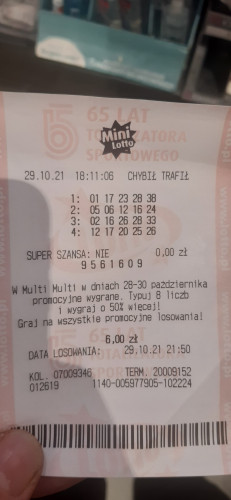 65 LAT
TOTALIZATORA
SPORTOWEGO
Mini
Lotto
29.10.21 18:11:06 CHYBIŁ TRAFIŁ
1: 01 17 23 28 38
2: 05 06 12 16 24
3: 02 16 26 28 33
4: 12 17 20 25 26
SUPER SZANSA: NIE 0,00 zł
9561609
W Multi Multi w dniach 28-30 października
promocyjne wygrane. Typuj 8 liczb
i wygraj o 50% więcej!
Graj na wszystkie promocyjne losowania!
65 LAT
6,00 zł
DATA LOSOWANIA: 29.10.21 21:50
KOL. 07009346 TERM. 20009152
012619 1140-005977905-102224